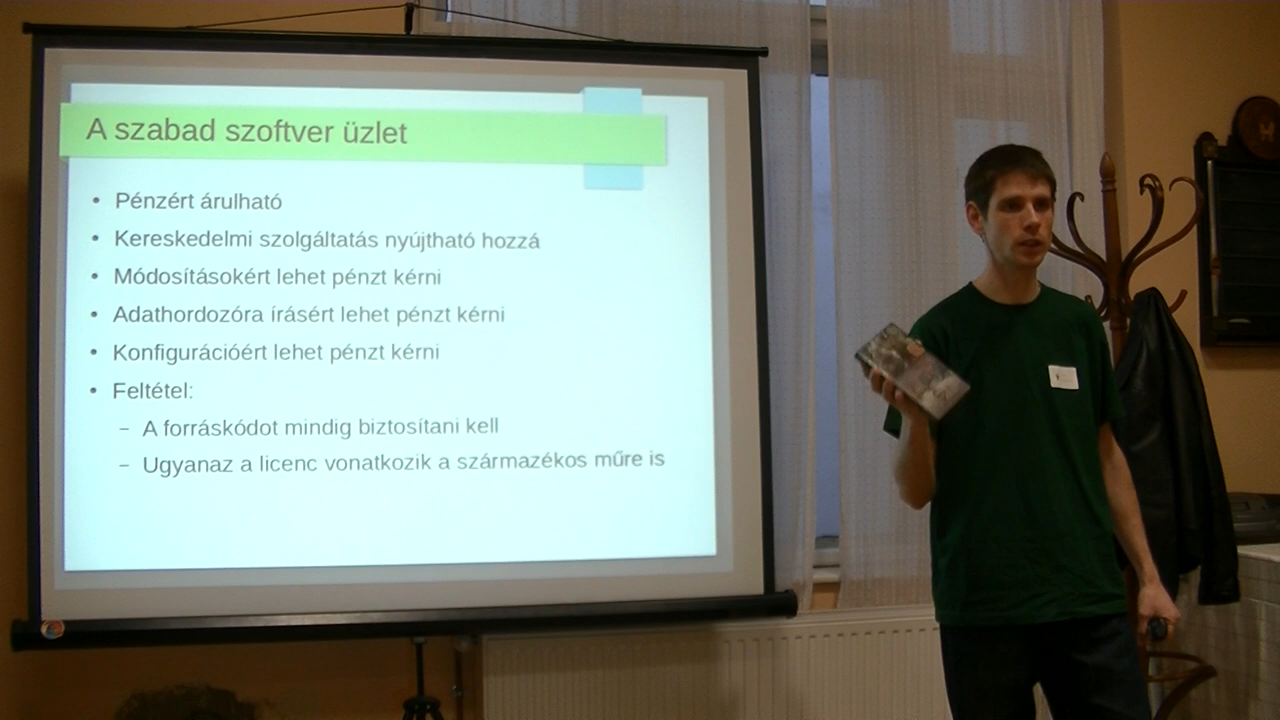 A szabad szoftver üzlet
• Pénzért árulható
• Kereskedelmi szolgáltatás nyújtható hozzá
• Módosításokért lehet pénzt kérni
• Adathordozóra írásért lehet pénzt kérni
• Konfigurációért lehet pénzt kérni
• Feltétel:
– A forráskódot mindig biztosítani kell
– Ugyanaz a licenc vonatkozik a származékos műre is